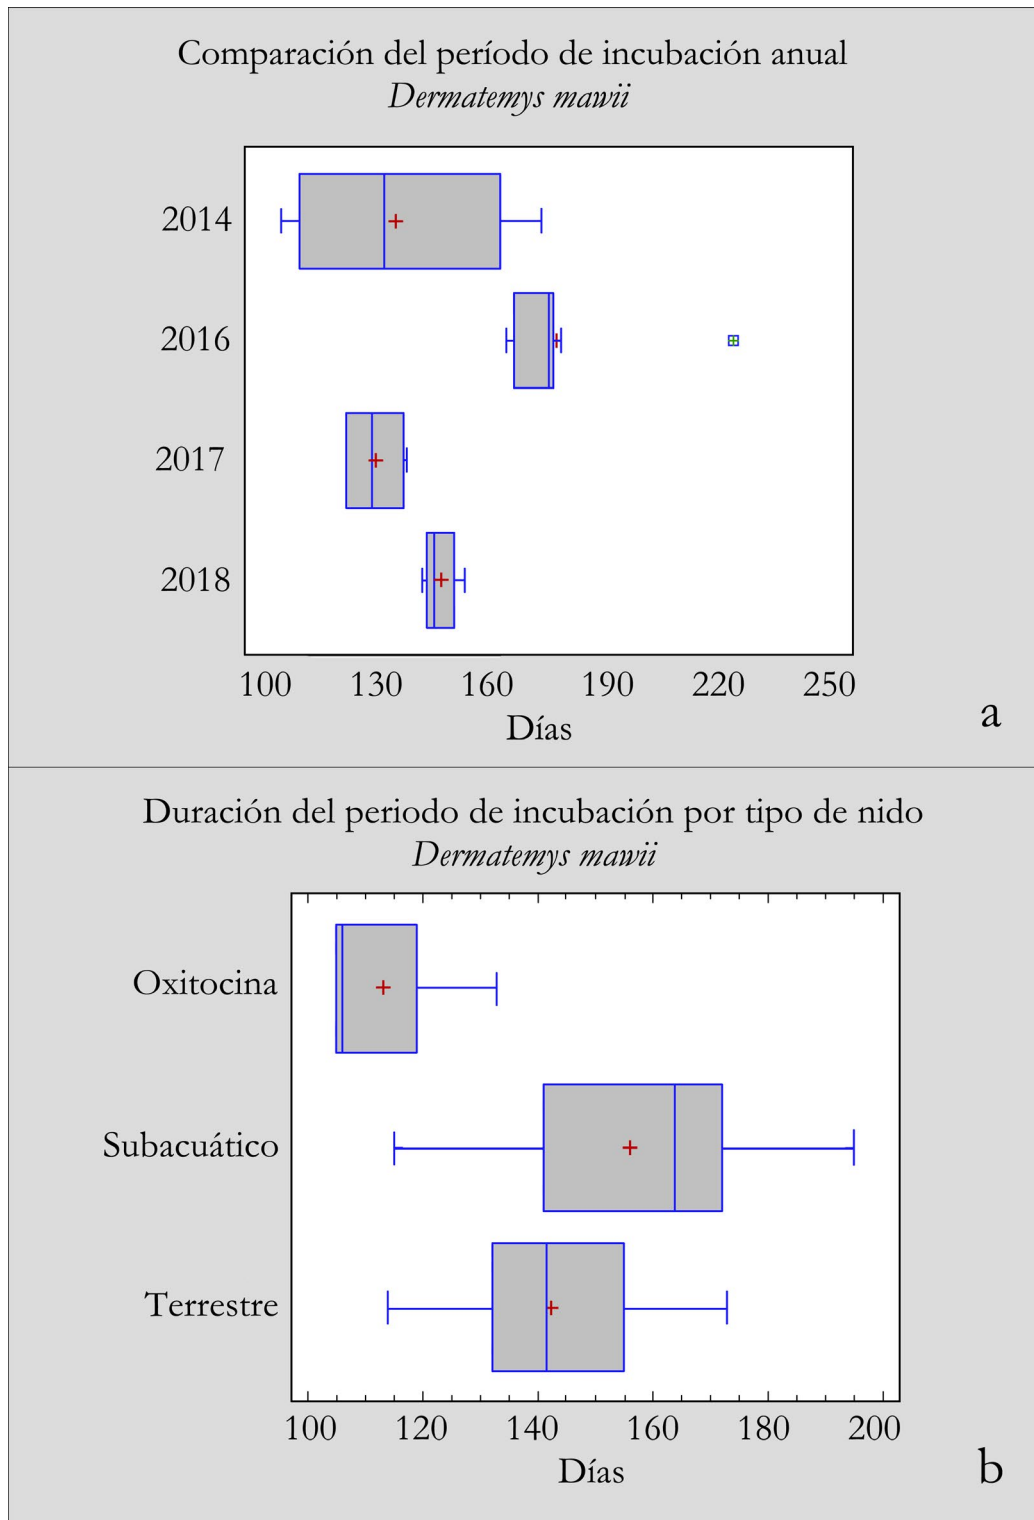 Comparación del período de incubación anual
Dermatemys mawii
2014
2016
2017
2018
100 130 160 190 220 250
Días
a
Duración del periodo de incubación por tipo de nido
Dermatemys mawii
Oxitocina
Subacuático
Terrestre
100 120 140 160 180 200
Días
b